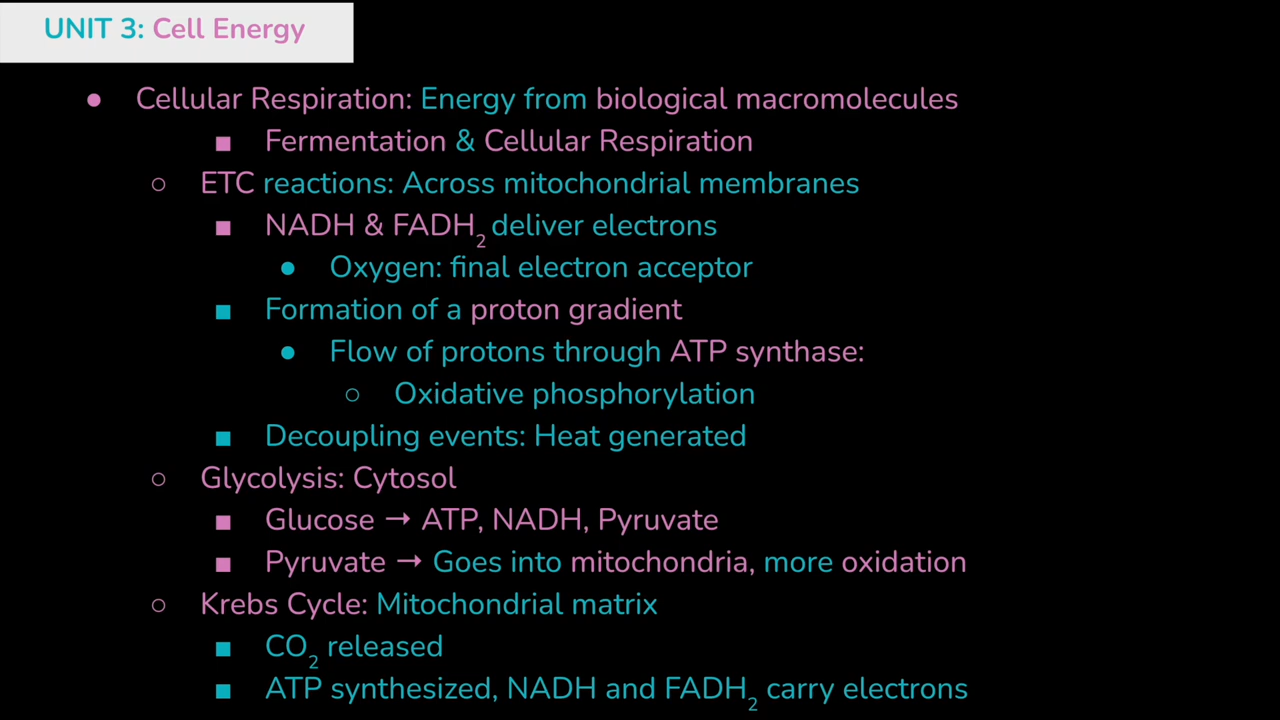 UNIT 3: Cell Energy
● Cellular Respiration: Energy from biological macromolecules
■ Fermentation & Cellular Respiration
○ ETC reactions: Across mitochondrial membranes
■ NADH & FADH₂ deliver electrons
● Oxygen: final electron acceptor
■ Formation of a proton gradient
● Flow of protons through ATP synthase:
○ Oxidative phosphorylation
■ Decoupling events: Heat generated
○ Glycolysis: Cytosol
■ Glucose → ATP, NADH, Pyruvate
■ Pyruvate → Goes into mitochondria, more oxidation
○ Krebs Cycle: Mitochondrial matrix
■ CO₂ released
■ ATP synthesized, NADH and FADH₂ carry electrons